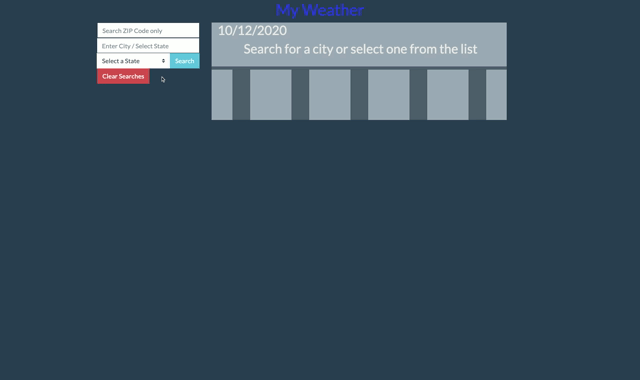 My Weather
Search ZIP Code only
Enter City / Select State
Select a State
Search
Clear Searches
10/12/2020
Search for a city or select one from the list